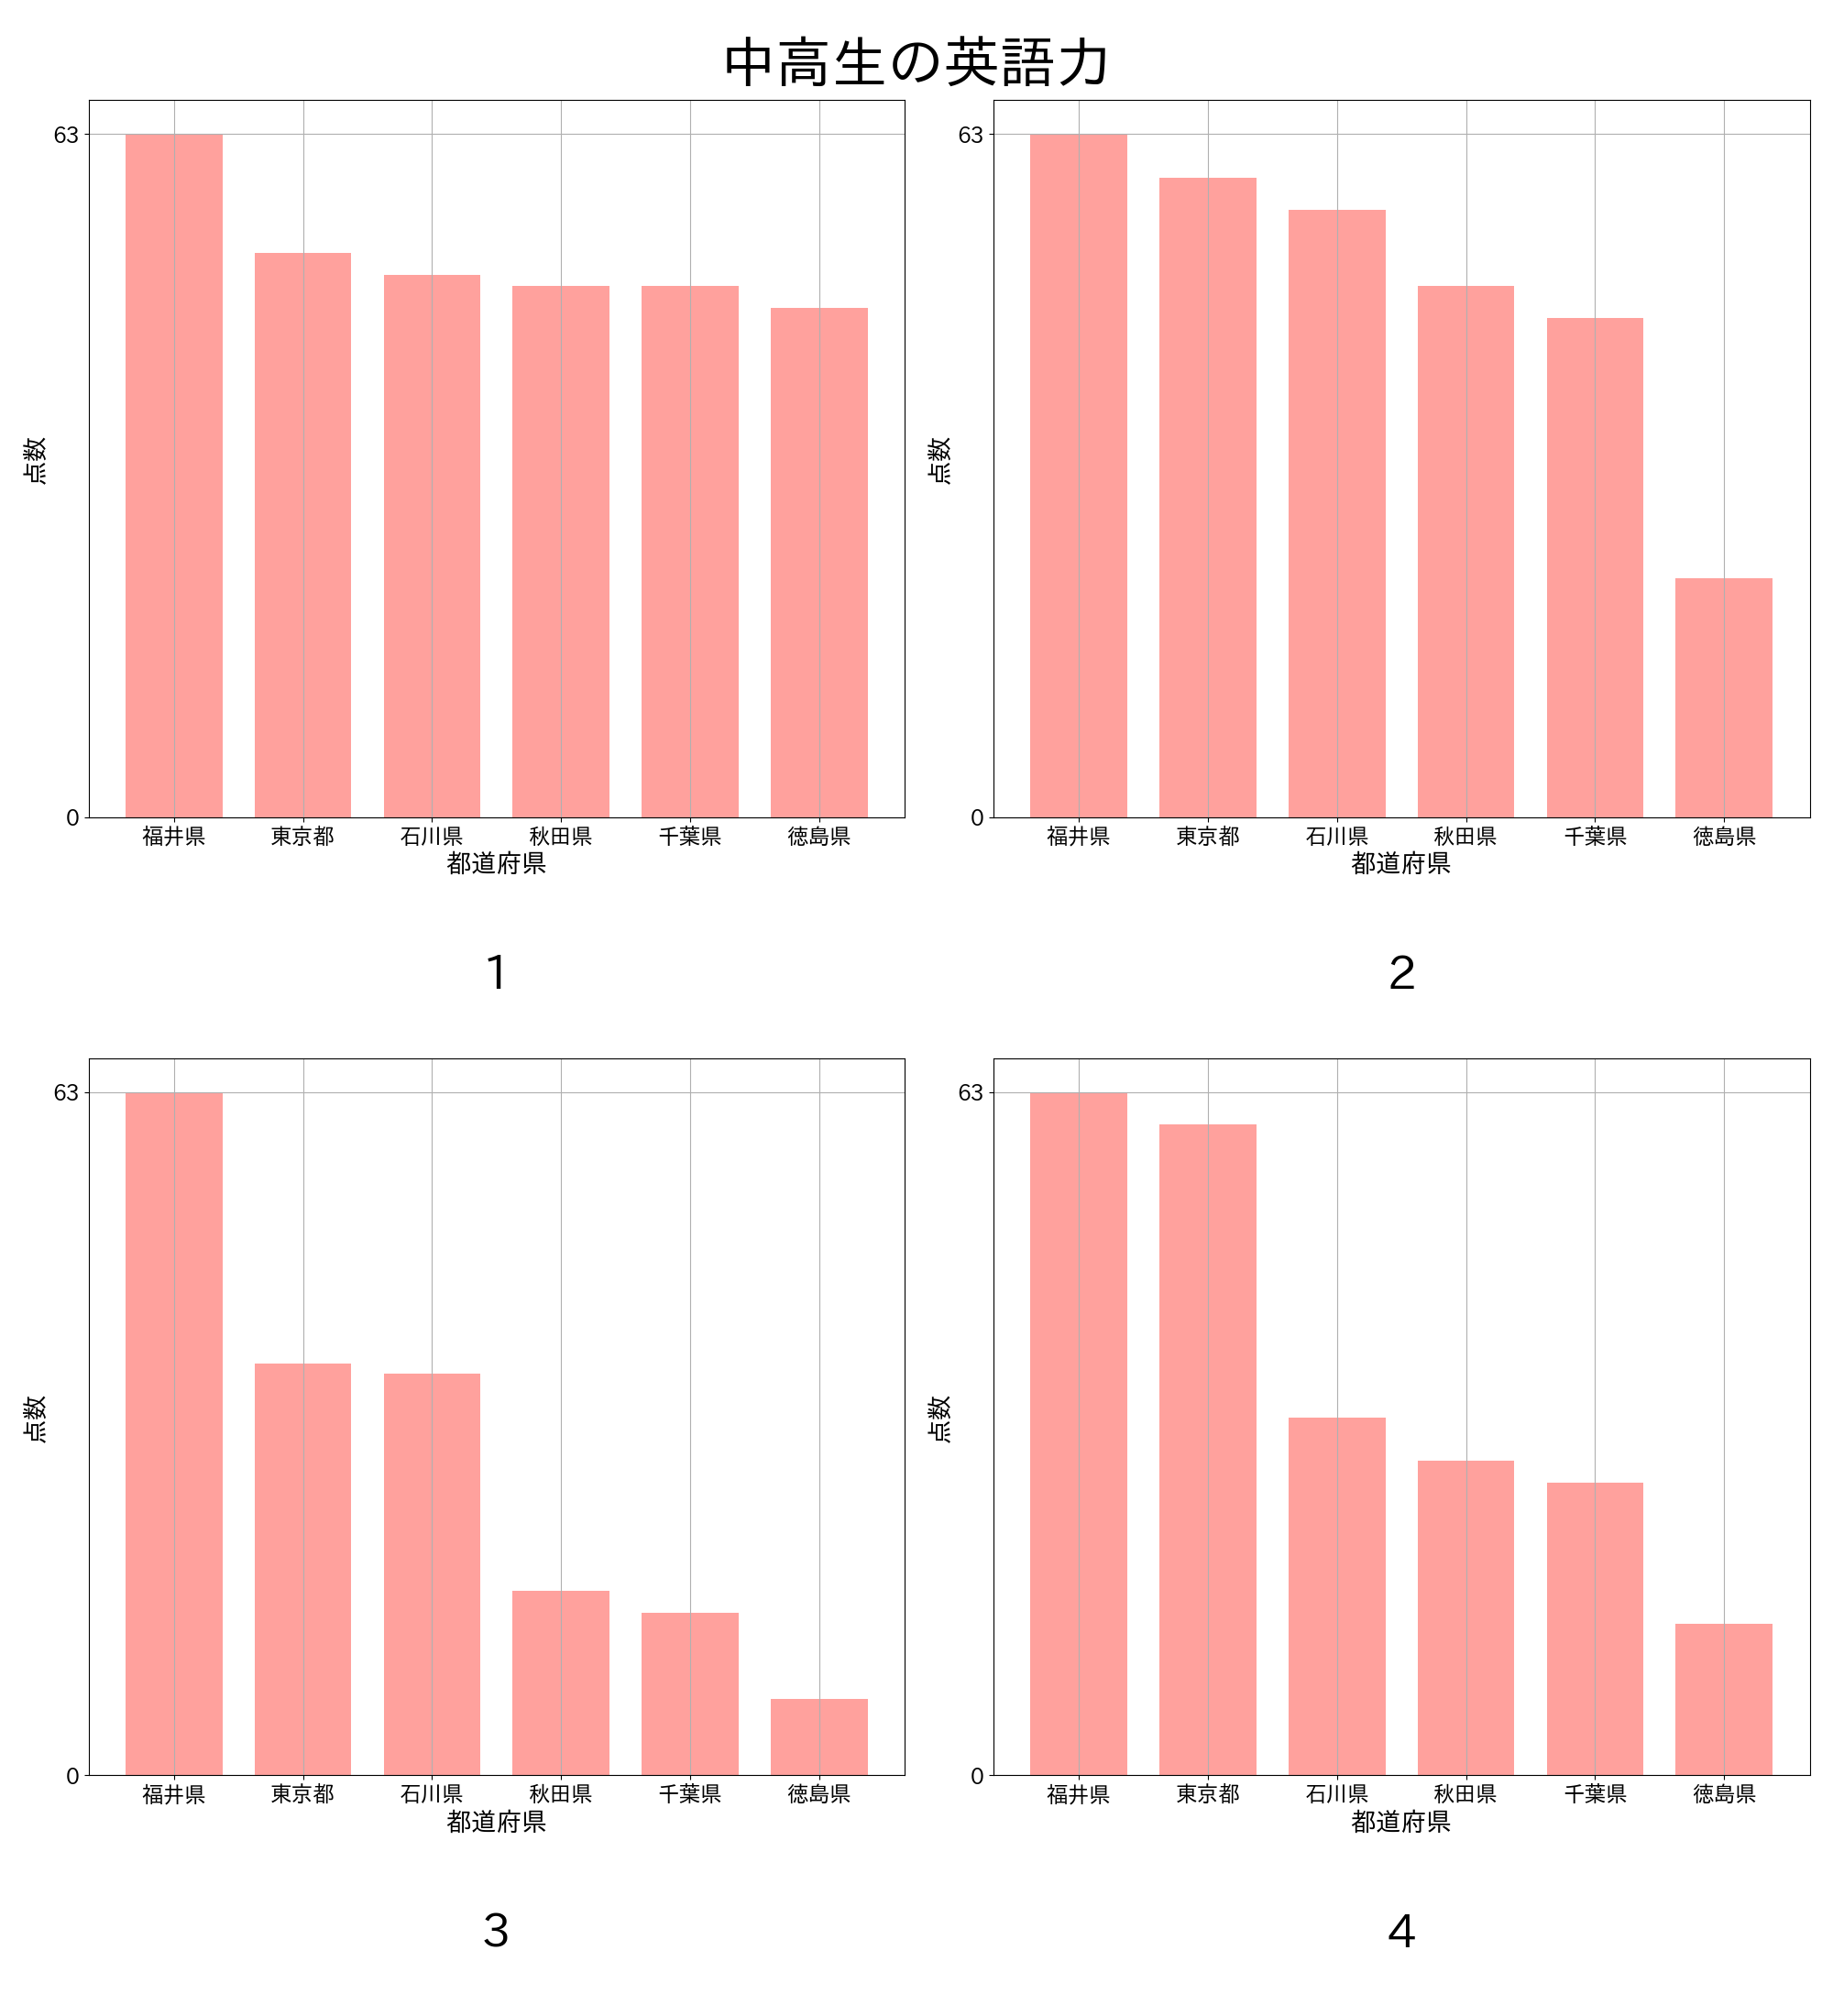 中高生の英語力
63
0
点数
福井県 東京都 石川県 秋田県 千葉県 徳島県
都道府県
1
63
0
点数
福井県 東京都 石川県 秋田県 千葉県 徳島県
都道府県
2
63
0
点数
福井県 東京都 石川県 秋田県 千葉県 徳島県
都道府県
3
63
0
点数
福井県 東京都 石川県 秋田県 千葉県 徳島県
都道府県
4